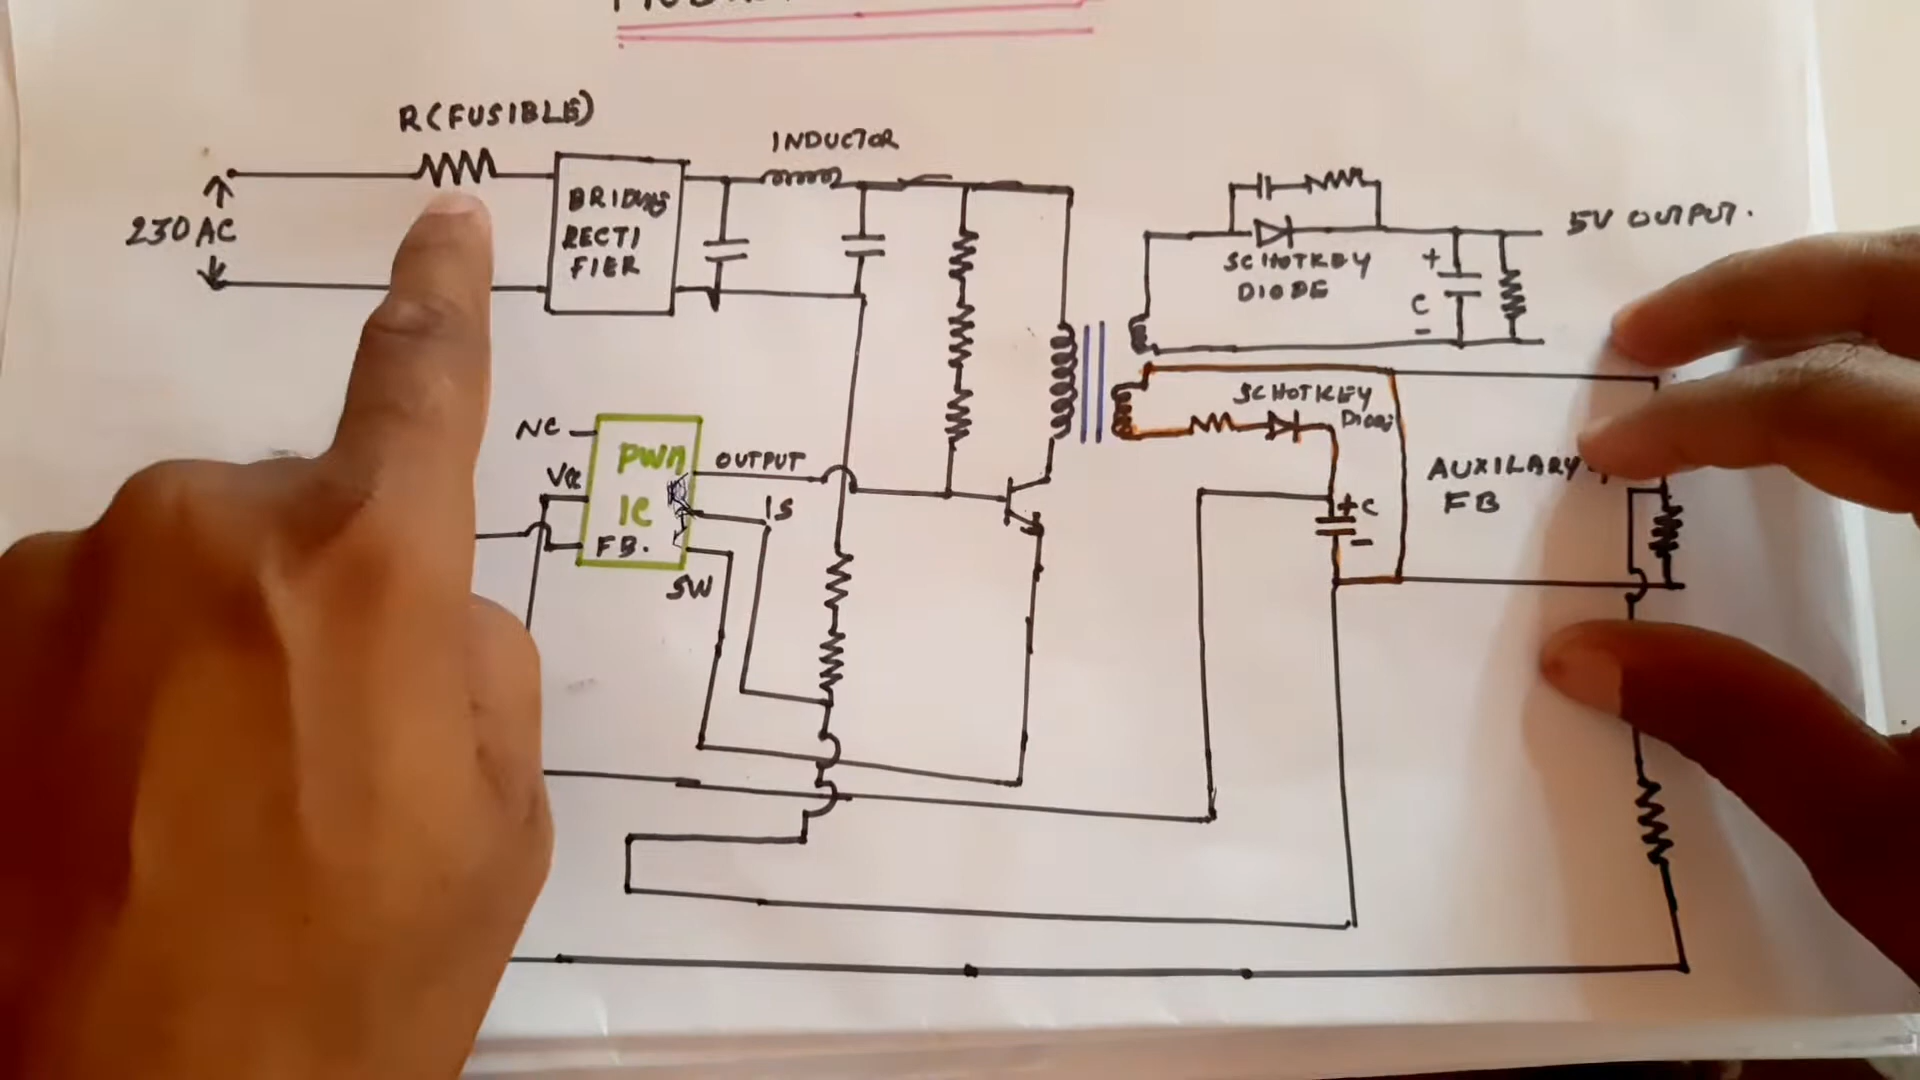 R(FUSIBLE)
INDUCTOR
230 AC
BRIDGE
RECTI
FIER
5V OUTPUT.
SCHOTKEY
DIODE
+
C
-
SCHOTKEY
Diode
AUXILARY
FB
+C
-
NC
VCC
PWM
IC
FB.
OUTPUT
IS
SW